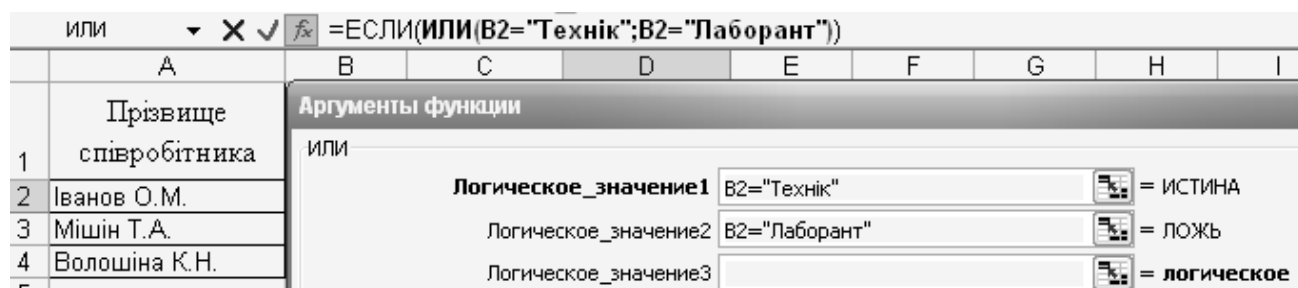 ИЛИ =ЕСЛИ(ИЛИ(B2="Технік";B2="Лаборант"))
A B C D E F G H I
Прізвище
Аргументы функции
1 співробітника ИЛИ
2 Іванов О.М. Логическое_значение1 B2="Технік" = ИСТИНА
3 Мішін Т.А. Логическое_значение2 B2="Лаборант" = ЛОЖЬ
4 Волошіна К.Н. Логическое_значение3 = логическое